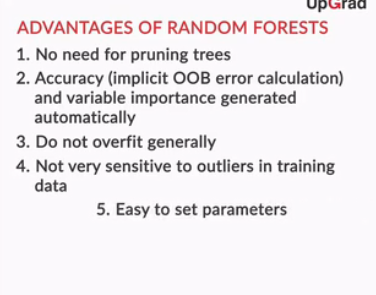 UpGrad
ADVANTAGES OF RANDOM FORESTS
1. No need for pruning trees
2. Accuracy (implicit OOB error calculation)
and variable importance generated
automatically
3. Do not overfit generally
4. Not very sensitive to outliers in training
data
5. Easy to set parameters